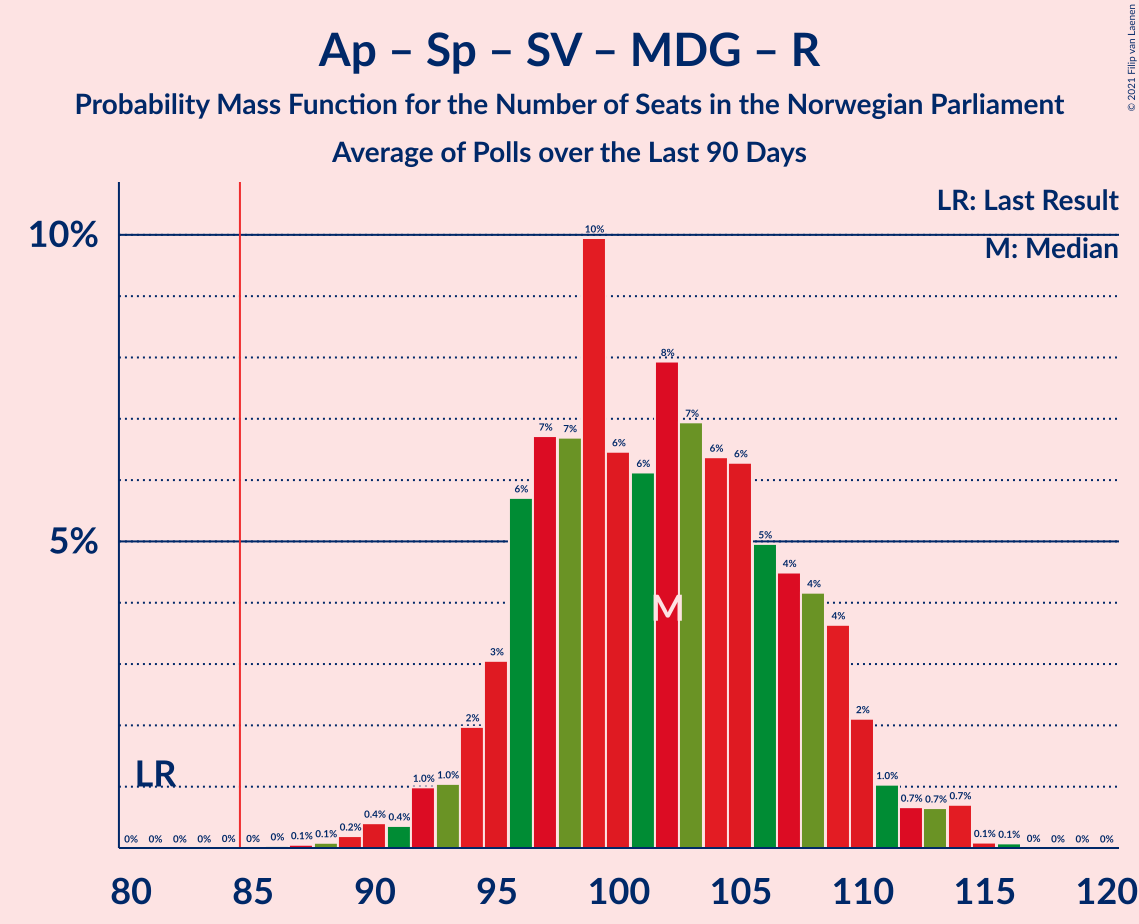 Ap – Sp – SV – MDG – R
Probability Mass Function for the Number of Seats in the Norwegian Parliament
Average of Polls over the Last 90 Days
© 2021 Filip van Laenen
LR: Last Result
M: Median
10%
5%
LR
M
0% 0% 0% 0% 0% 0% 0% 0.1% 0.1% 0.2% 0.4% 0.4% 1.0% 1.0% 2% 3% 6% 7% 7% 10% 6% 6% 8% 7% 6% 6% 5% 4% 4% 4% 2% 1.0% 0.7% 0.7% 0.7% 0.1% 0.1% 0% 0% 0% 0%
80 85 90 95 100 105 110 115 120